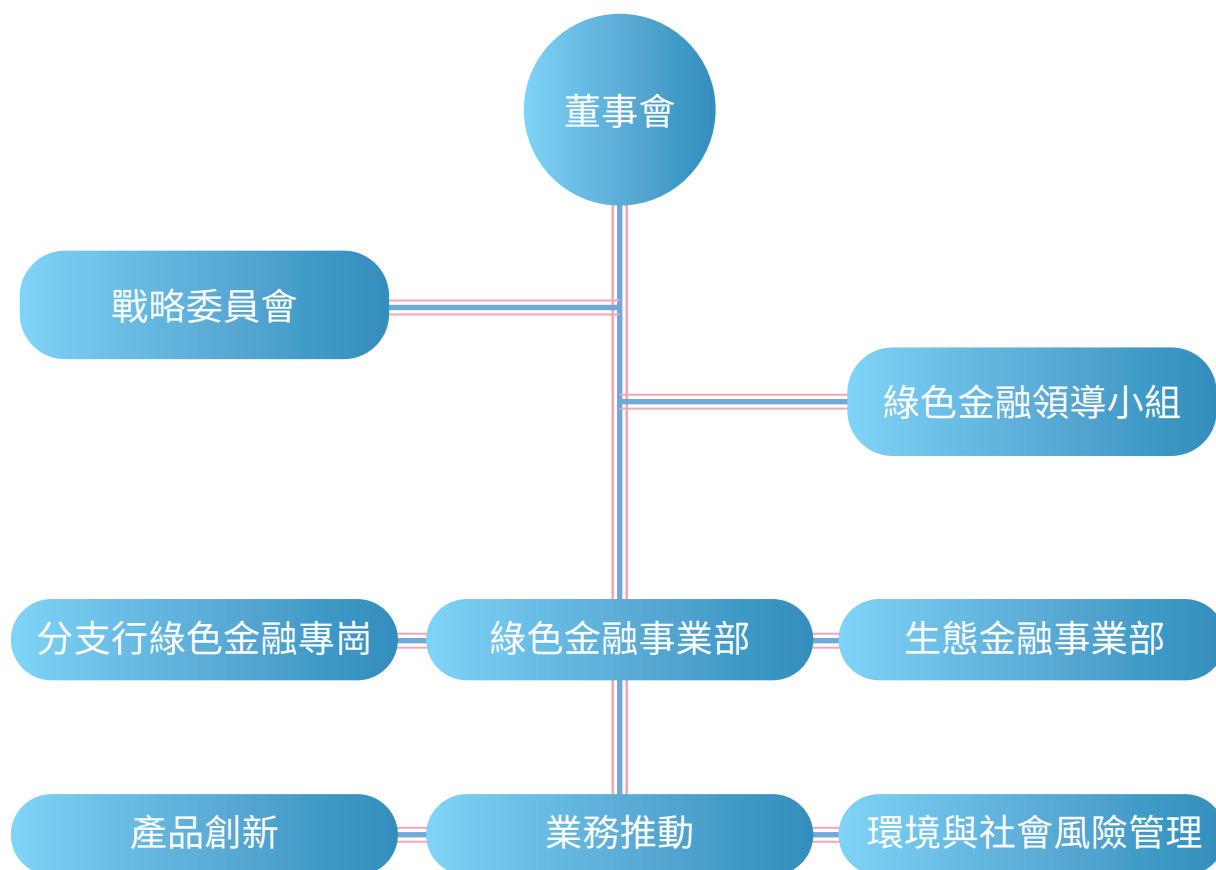 董事會
戰略委員會
綠色金融領導小組
分支行綠色金融專崗
綠色金融事業部
生態金融事業部
產品創新
業務推動
環境與社會風險管理